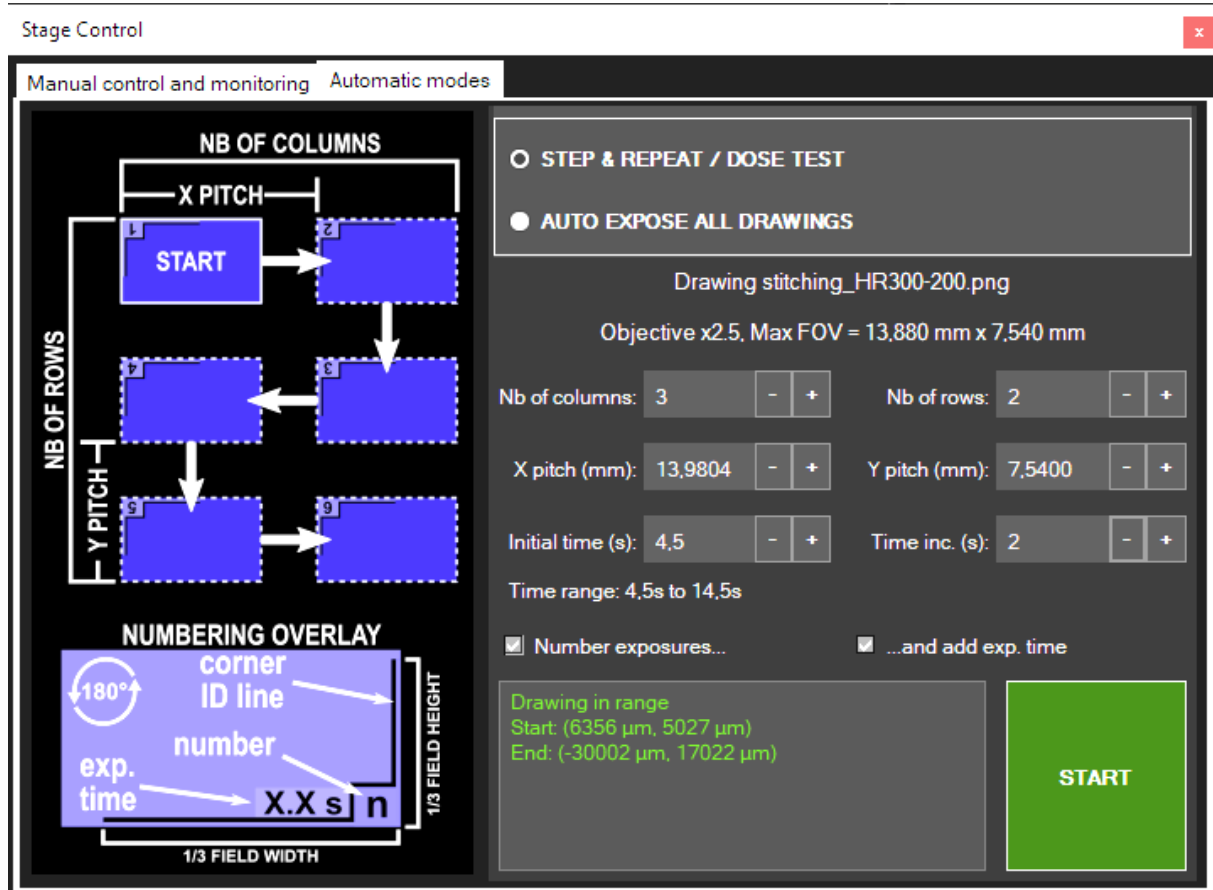 Stage Control
x
Manual control and monitoring
Automatic modes
NB OF COLUMNS
X PITCH
NB OF ROWS
Y PITCH
1
START
2
4
3
5
6
NUMBERING OVERLAY
180°
corner
ID line
number
exp.
time
X.X s
n
1/3 FIELD HEIGHT
1/3 FIELD WIDTH
STEP & REPEAT / DOSE TEST
AUTO EXPOSE ALL DRAWINGS
Drawing stitching_HR300-200.png
Objective x2.5, Max FOV = 13,880 mm x 7,540 mm
Nb of columns: 3 - +
Nb of rows: 2 - +
X pitch (mm): 13,9804 - +
Y pitch (mm): 7,5400 - +
Initial time (s): 4,5 - +
Time inc. (s): 2 - +
Time range: 4,5s to 14,5s
Number exposures...
...and add exp. time
Drawing in range
Start: (6356 µm, 5027 µm)
End: (-30002 µm, 17022 µm)
START